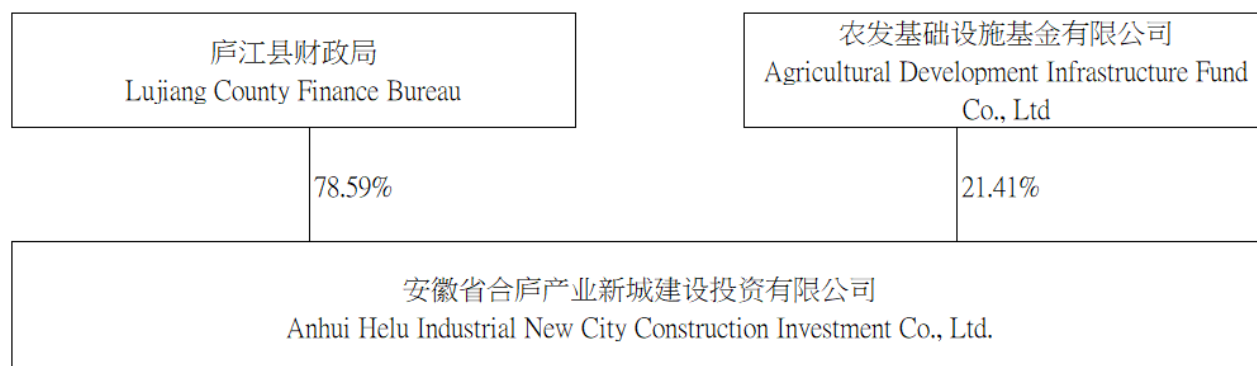 庐江县财政局
Lujiang County Finance Bureau
农发基础设施基金有限公司
Agricultural Development Infrastructure Fund
Co., Ltd
78.59%
21.41%
安徽省合庐产业新城建设投资有限公司
Anhui Helu Industrial New City Construction Investment Co., Ltd.